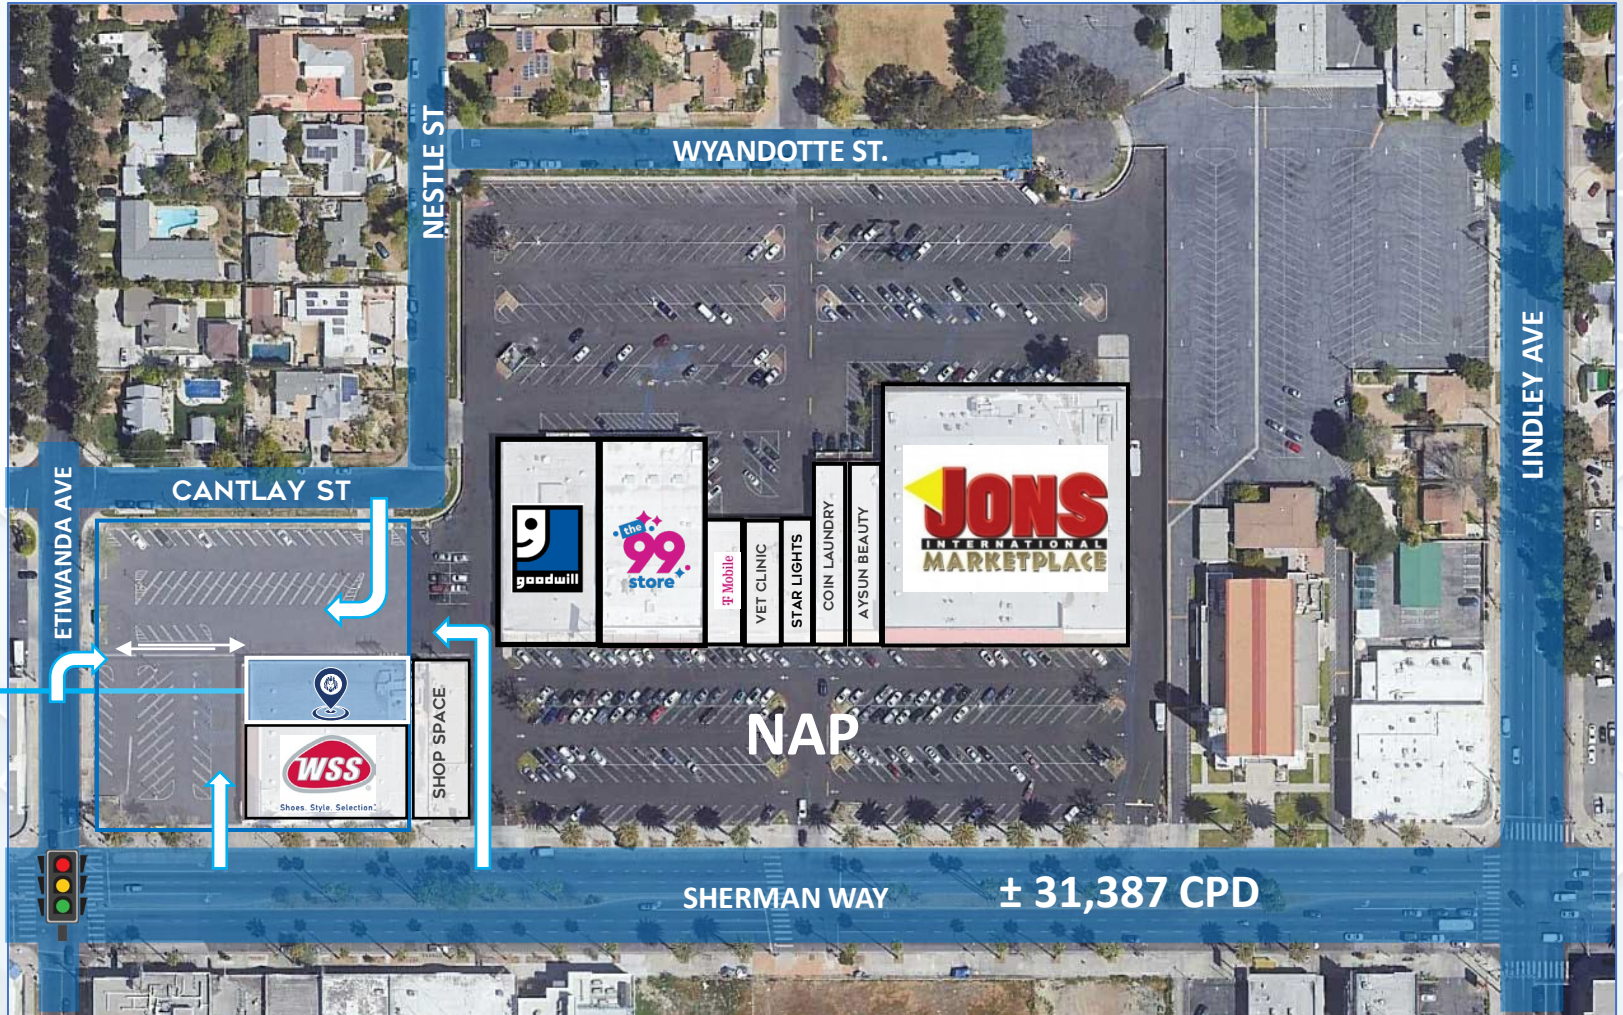 NESTLE ST
WYANDOTTE ST.
LINDLEY AVE
ETIWANDA AVE
CANTLAY ST
goodwill
the
99
store
T Mobile
VET CLINIC
STAR LIGHTS
COIN LAUNDRY
AYSUN BEAUTY
JONS
INTERNATIONAL
MARKETPLACE
WSS
Shoes. Style. Selection.
SHOP SPACE
NAP
SHERMAN WAY
± 31,387 CPD